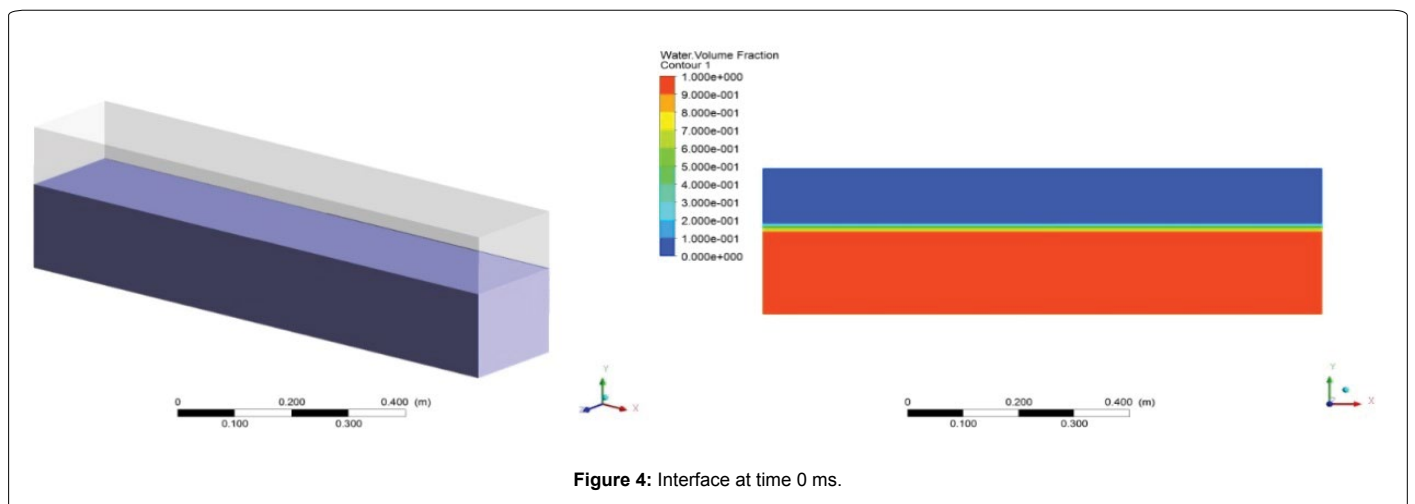 Water.Volume Fraction
Contour 1
1.000e+000
9.000e-001
8.000e-001
7.000e-001
6.000e-001
5.000e-001
4.000e-001
3.000e-001
2.000e-001
1.000e-001
0.000e+000
Y
X
Z
0 0.200 0.400 (m)
0.100 0.300
Y
X
Z
0 0.200 0.400 (m)
0.100 0.300
Figure 4: Interface at time 0 ms.